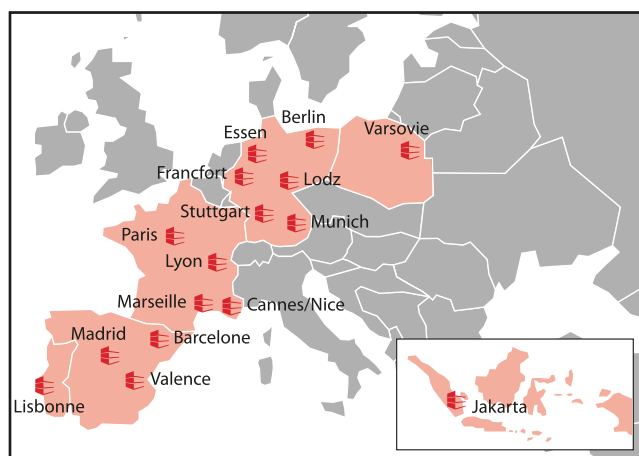 Berlin
Essen
Varsovie
Francfort
Lodz
Stuttgart
Munich
Paris
Lyon
Marseille
Cannes/Nice
Madrid
Barcelone
Valence
Lisbonne
Jakarta